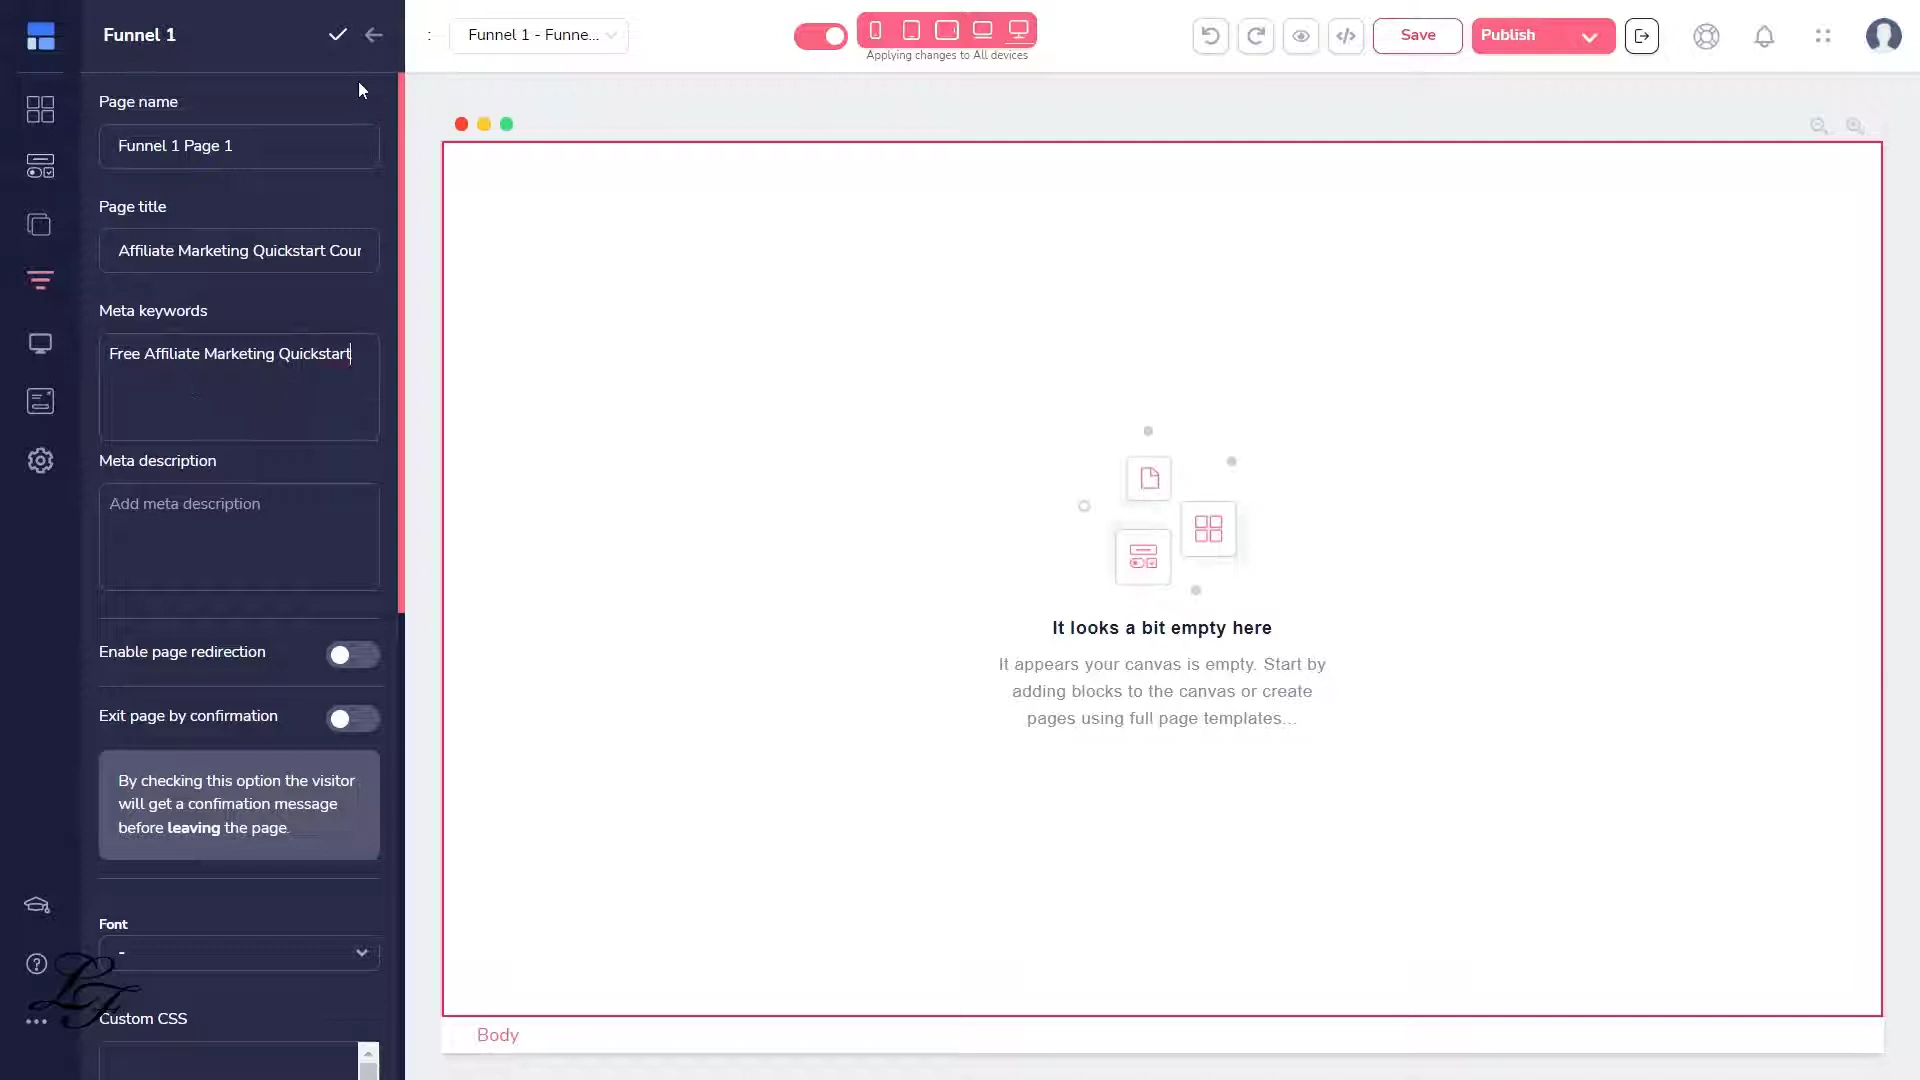 Funnel 1
: Funnel 1 - Funne...
Applying changes to All devices
Save
Publish
Page name
Funnel 1 Page 1
Page title
Affiliate Marketing Quickstart Cour
Meta keywords
Free Affiliate Marketing Quickstart
Meta description
Add meta description
Enable page redirection
Exit page by confirmation
By checking this option the visitor
will get a confimation message
before leaving the page.
Font
-
Custom CSS
It looks a bit empty here
It appears your canvas is empty. Start by
adding blocks to the canvas or create
pages using full page templates...
Body